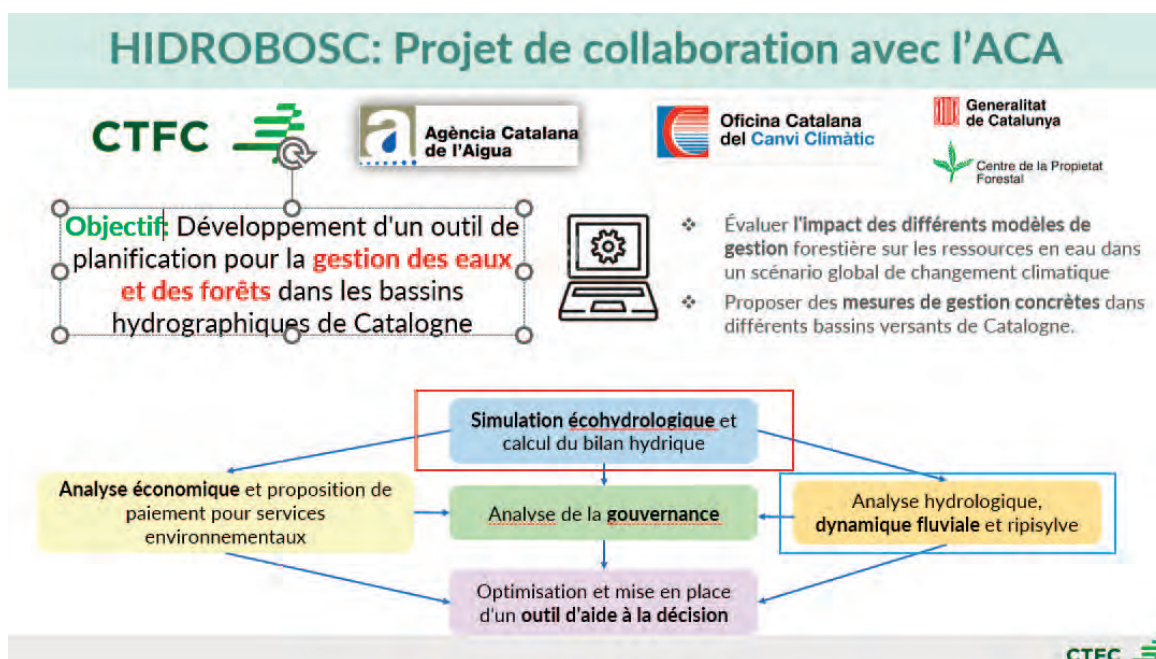 HIDROBOSC: Projet de collaboration avec l'ACA
CTFC
Agència Catalana
de l'Aigua
Oficina Catalana
del Canvi Climàtic
Generalitat
de Catalunya
Centre de la Propietat
Forestal
Objectif: Développement d'un outil de
planification pour la gestion des eaux
et des forêts dans les bassins
hydrographiques de Catalogne
❖ Évaluer l'impact des différents modèles de
gestion forestière sur les ressources en eau dans
un scénario global de changement climatique
❖ Proposer des mesures de gestion concrètes dans
différents bassins versants de Catalogne.
Simulation écohydrologique et
calcul du bilan hydrique
Analyse économique et proposition de
paiement pour services
environnementaux
Analyse de la gouvernance
Analyse hydrologique,
dynamique fluviale et ripisylve
Optimisation et mise en place
d'un outil d'aide à la décision
CTFC